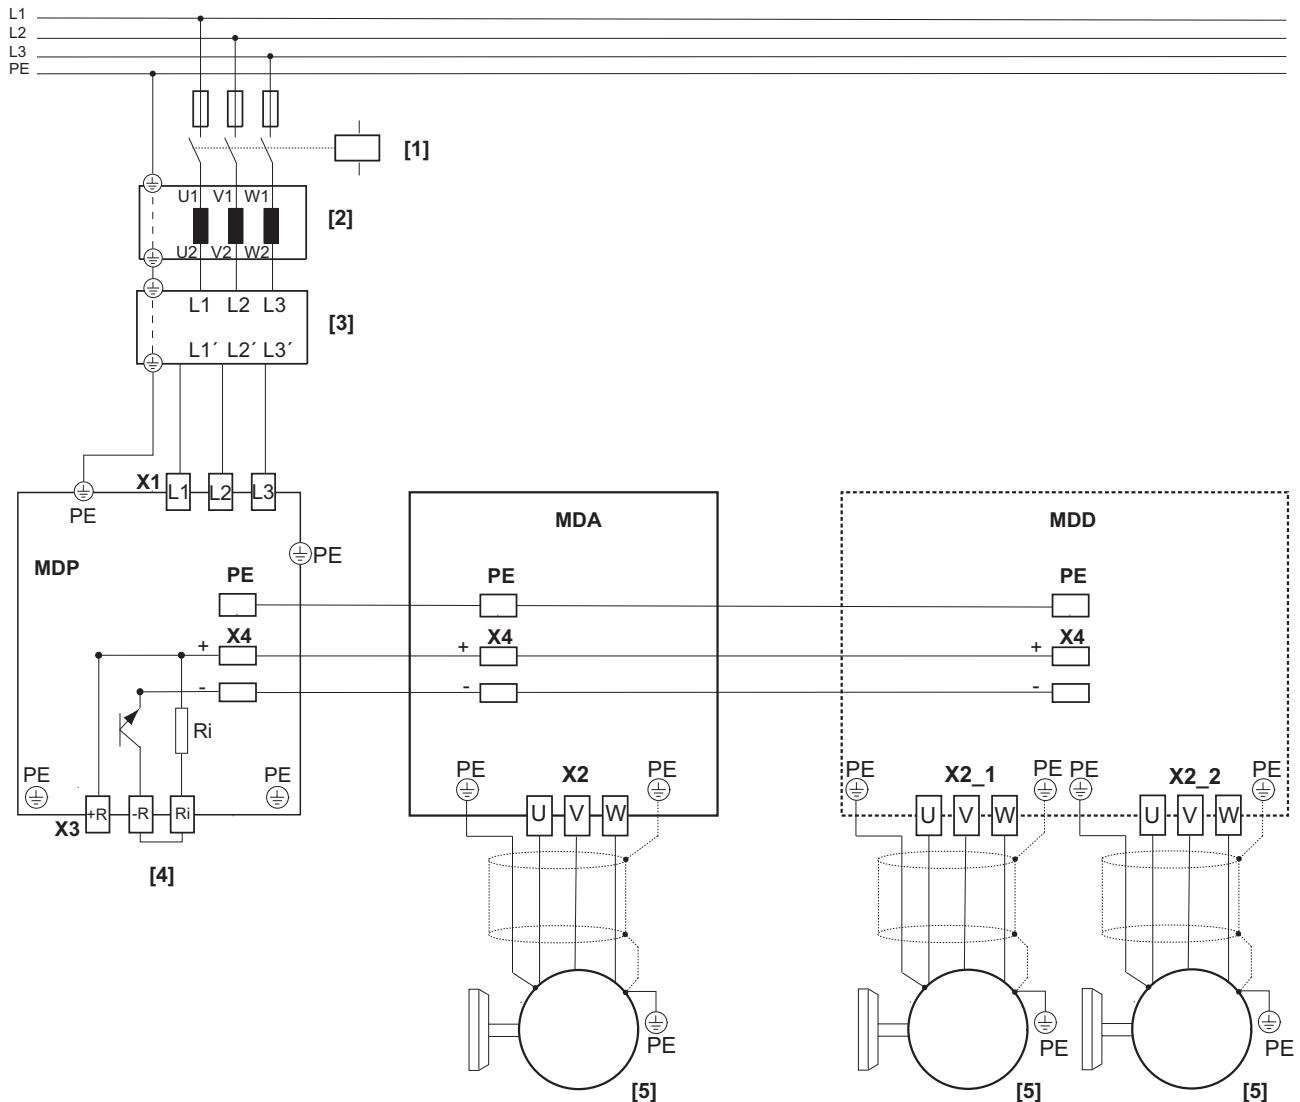 L1
L2
L3
PE
[1]
U1 V1 W1
[2]
U2 V2 W2
L1 L2 L3
[3]
L1´ L2´ L3´
X1 L1 L2 L3
PE
MDA
MDD
PE
MDP
PE PE PE
X4 X4 X4
+ + +
- - -
Ri
PE PE
PE X2 PE
PE X2_1 PE
PE X2_2 PE
+R -R Ri
X3
U V W
U V W
U V W
[4]
PE PE PE
[5] [5] [5]